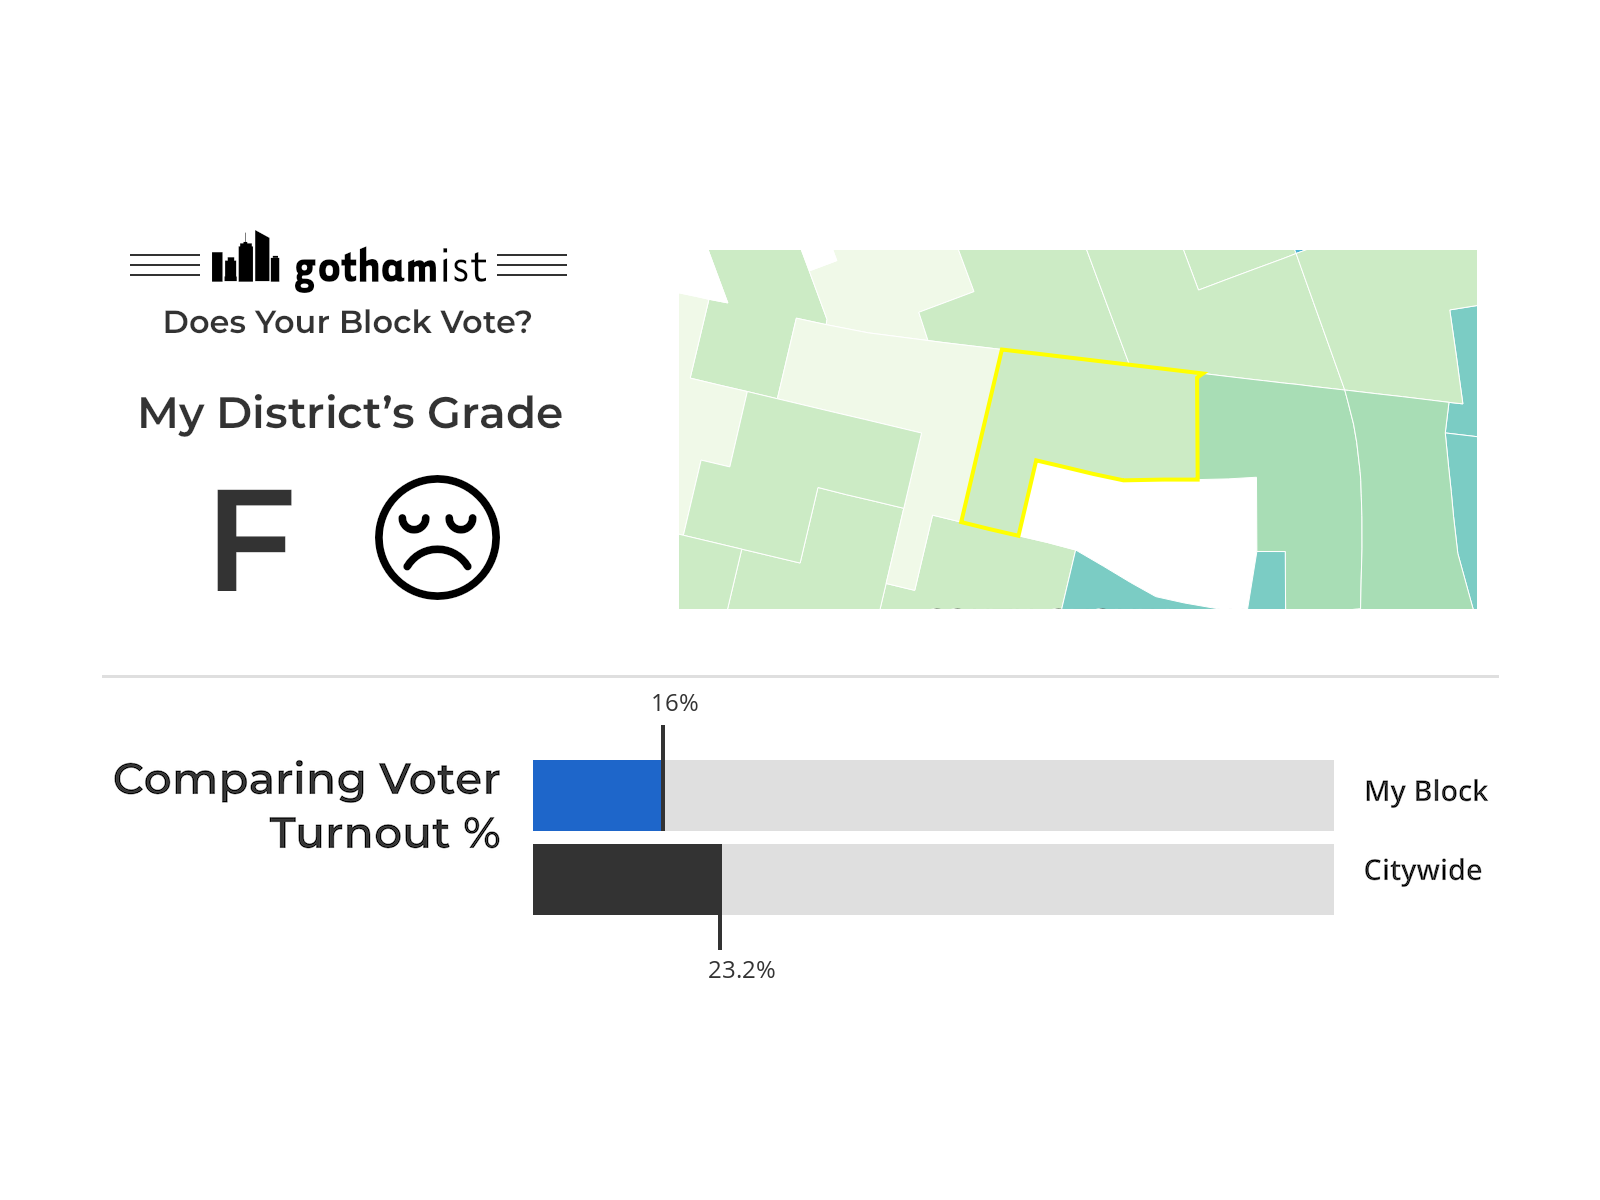 gothamist
Does Your Block Vote?
My District’s Grade
F
16%
Comparing Voter
Turnout %
My Block
Citywide
23.2%